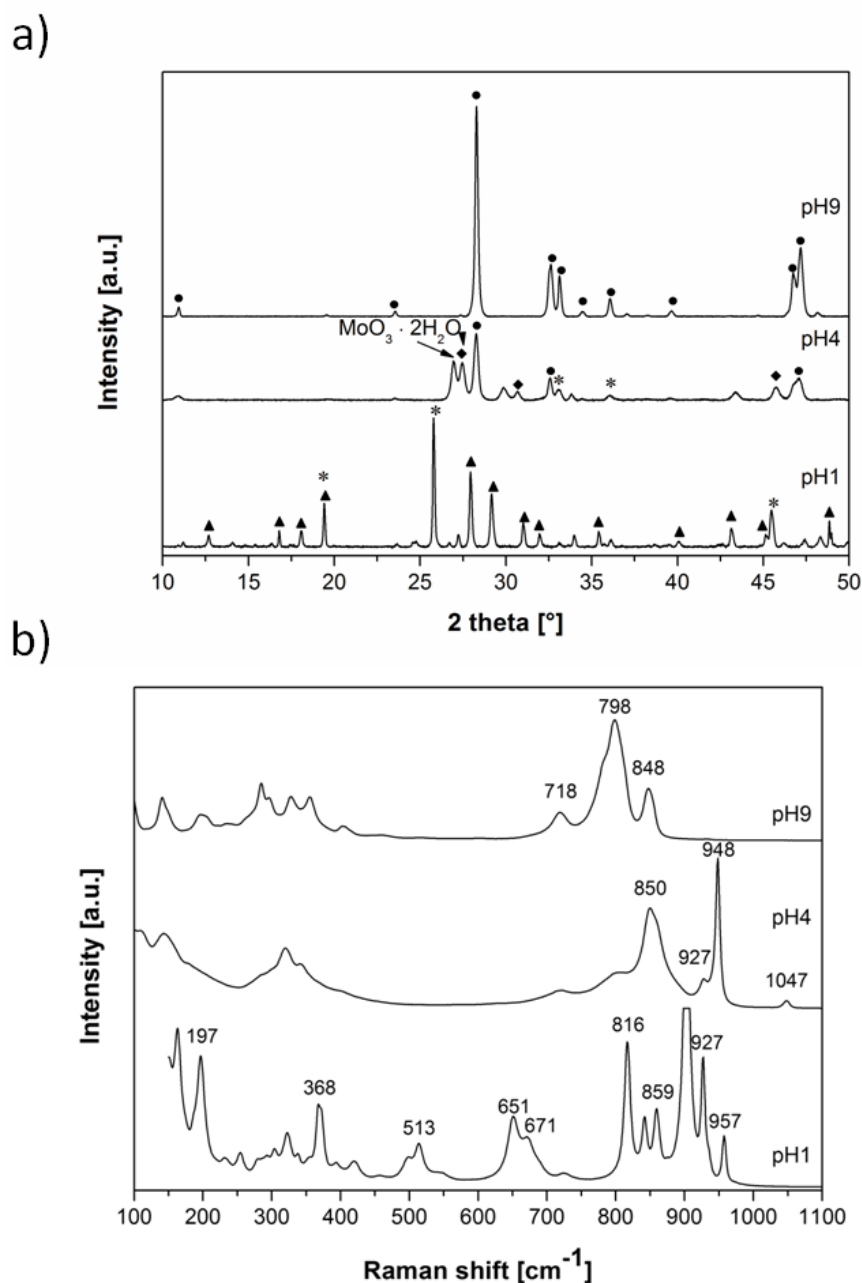 a)
pH9
MoO₃ · 2H₂O
pH4
*
*
*
*
pH1
*
Intensity [a.u.]
10 15 20 25 30 35 40 45 50
2 theta [°]
b)
798
718
848
pH9
948
850
pH4
927
1047
816
927
197
368
859
651
671
513
957
pH1
Intensity [a.u.]
100 200 300 400 500 600 700 800 900 1000 1100
Raman shift [cm⁻¹]